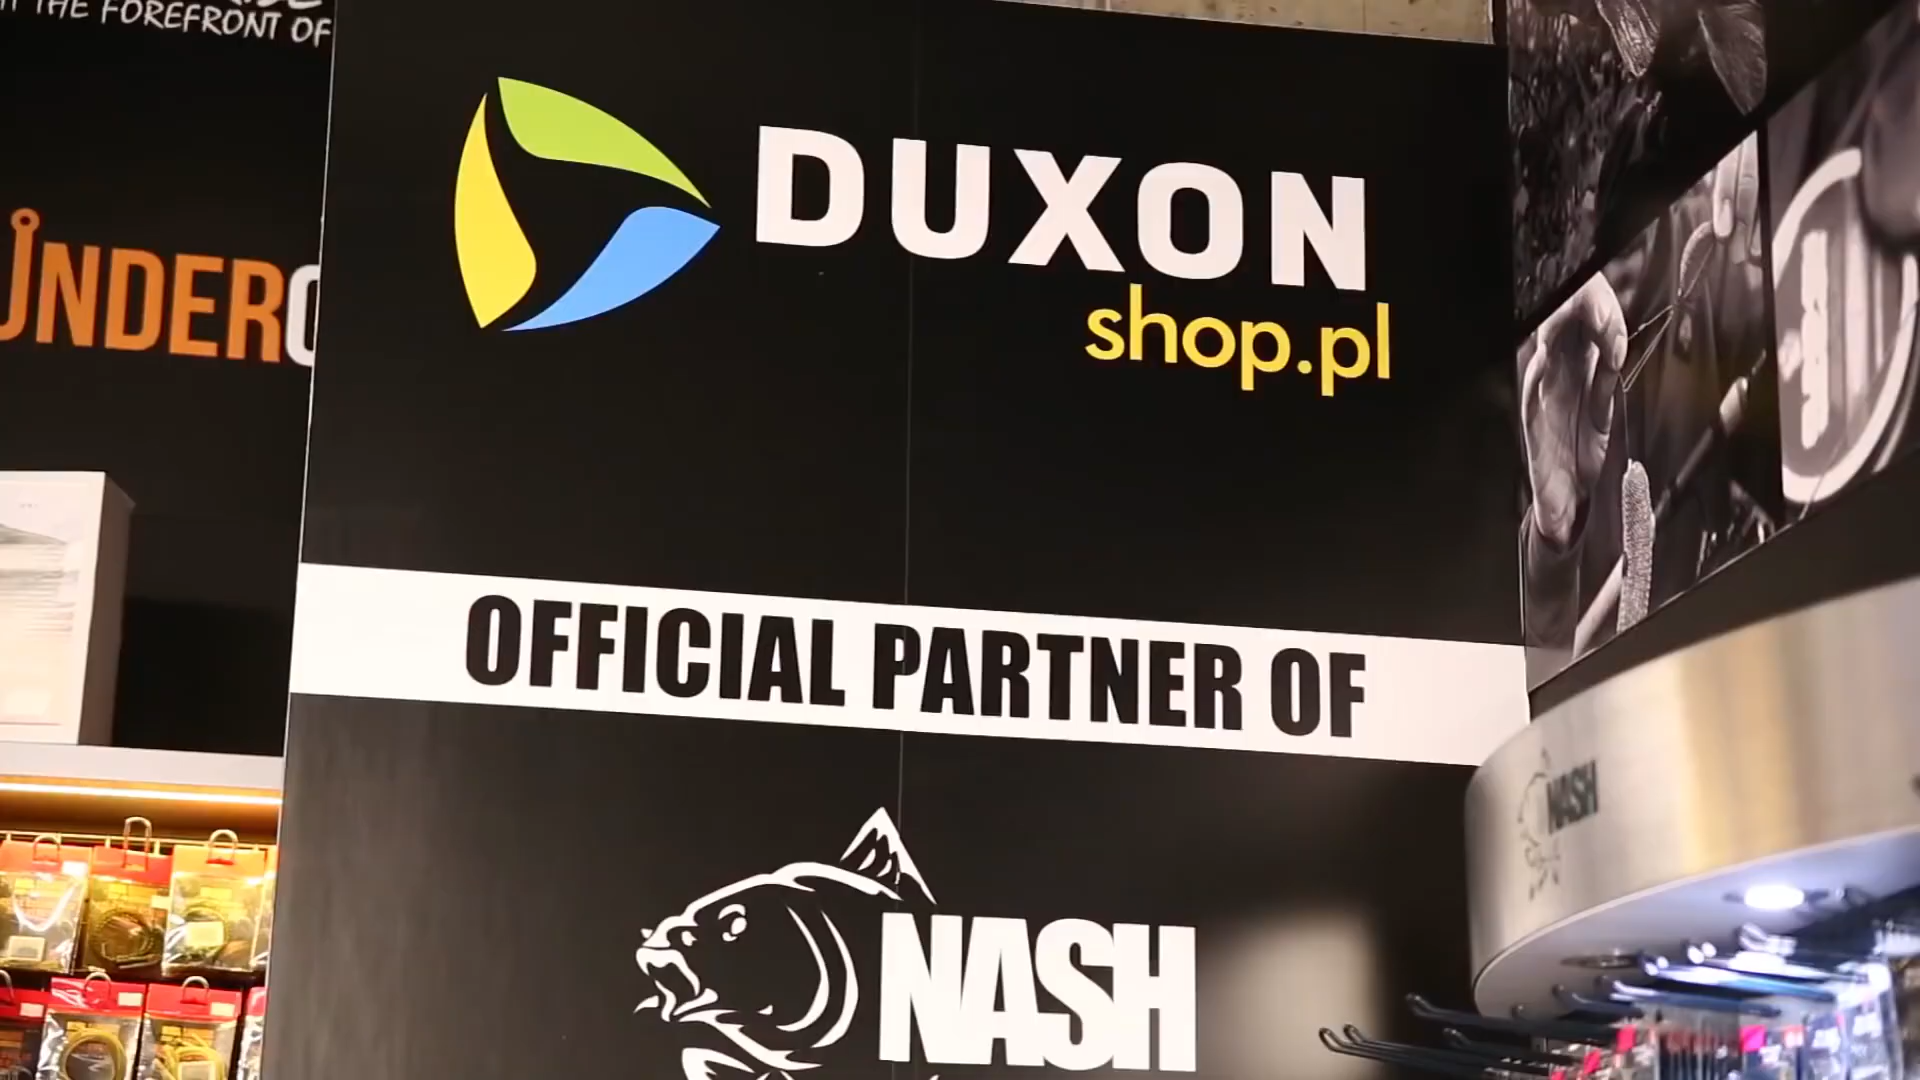 THE FOREFRONT OF
DUXON
shop.pl
OFFICIAL PARTNER OF
NASH
NASH